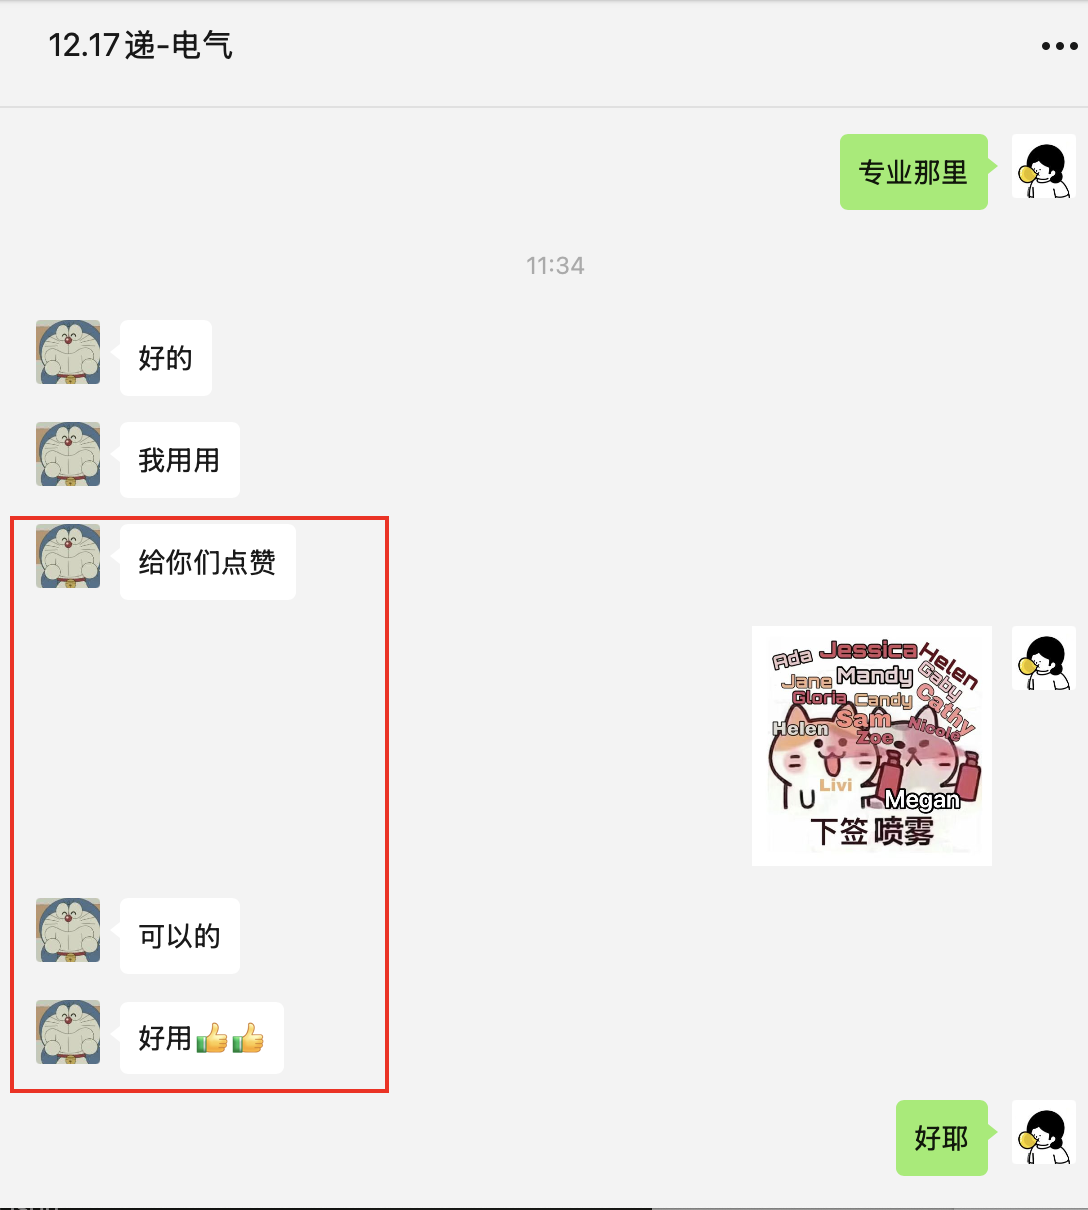 12.17递-电气
专业那里
11:34
好的
我用用
给你们点赞
Ada Jessica Helen
Jane Mandy Gaby
Gloria Candy Cathy
Helen Sam Nicole
Zoe
Livi
Megan
下签 喷雾
可以的
好用👍👍
好耶